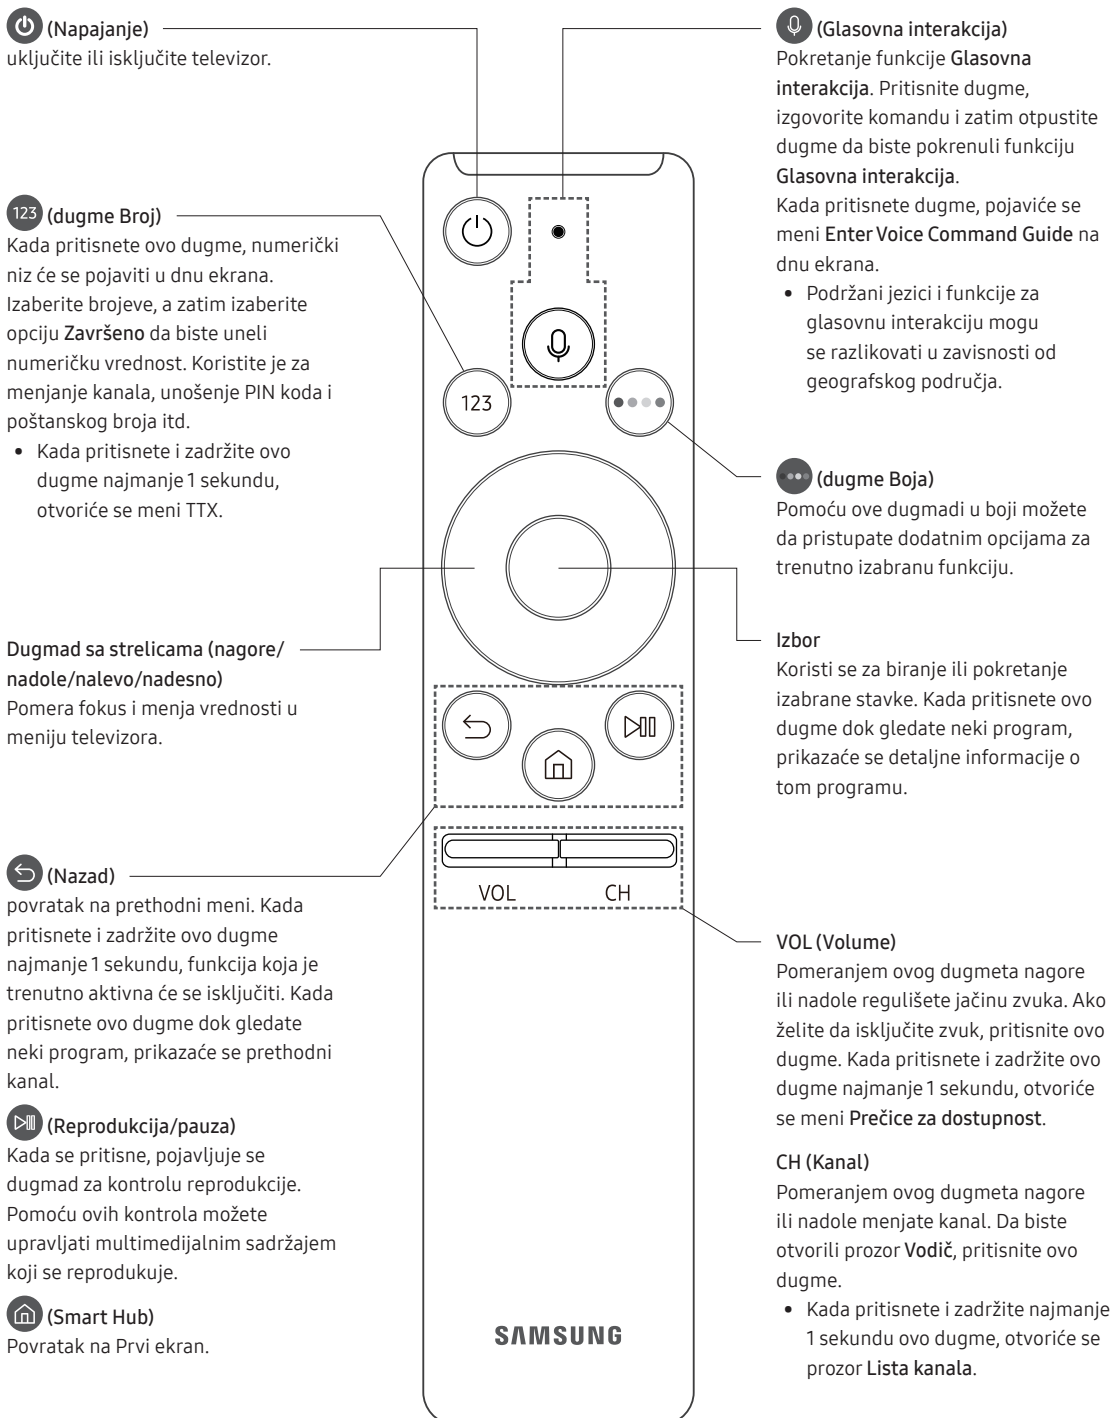 (Napajanje)
uključite ili isključite televizor.
123 (dugme Broj)
Kada pritisnete ovo dugme, numerički
niz će se pojaviti u dnu ekrana.
Izaberite brojeve, a zatim izaberite
opciju Završeno da biste uneli
numeričku vrednost. Koristite je za
menjanje kanala, unošenje PIN koda i
poštanskog broja itd.
• Kada pritisnete i zadržite ovo
dugme najmanje 1 sekundu,
otvoriće se meni TTX.
Dugmad sa strelicama (nagore/
nadole/nalevo/nadesno)
Pomera fokus i menja vrednosti u
meniju televizora.
(Nazad)
povratak na prethodni meni. Kada
pritisnete i zadržite ovo dugme
najmanje 1 sekundu, funkcija koja je
trenutno aktivna će se isključiti. Kada
pritisnete ovo dugme dok gledate
neki program, prikazaće se prethodni
kanal.
(Reprodukcija/pauza)
Kada se pritisne, pojavljuje se
dugmad za kontrolu reprodukcije.
Pomoću ovih kontrola možete
upravljati multimedijalnim sadržajem
koji se reprodukuje.
(Smart Hub)
Povratak na Prvi ekran.
123
VOL CH
SAMSUNG
(Glasovna interakcija)
Pokretanje funkcije Glasovna
interakcija. Pritisnite dugme,
izgovorite komandu i zatim otpustite
dugme da biste pokrenuli funkciju
Glasovna interakcija.
Kada pritisnete dugme, pojaviće se
meni Enter Voice Command Guide na
dnu ekrana.
• Podržani jezici i funkcije za
glasovnu interakciju mogu
se razlikovati u zavisnosti od
geografskog područja.
(dugme Boja)
Pomoću ove dugmadi u boji možete
da pristupate dodatnim opcijama za
trenutno izabranu funkciju.
Izbor
Koristi se za biranje ili pokretanje
izabrane stavke. Kada pritisnete ovo
dugme dok gledate neki program,
prikazaće se detaljne informacije o
tom programu.
VOL (Volume)
Pomeranjem ovog dugmeta nagore
ili nadole regulišete jačinu zvuka. Ako
želite da isključite zvuk, pritisnite ovo
dugme. Kada pritisnete i zadržite ovo
dugme najmanje 1 sekundu, otvoriće
se meni Prečice za dostupnost.
CH (Kanal)
Pomeranjem ovog dugmeta nagore
ili nadole menjate kanal. Da biste
otvorili prozor Vodič, pritisnite ovo
dugme.
• Kada pritisnete i zadržite najmanje
1 sekundu ovo dugme, otvoriće se
prozor Lista kanala.